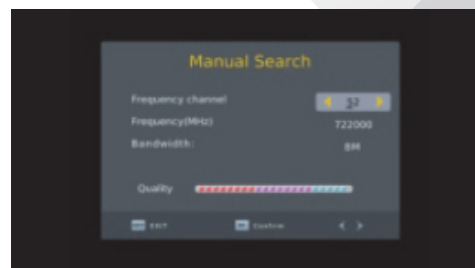 Manual Search
Frequency channel 52
Frequency(MHz) 722000
Bandwidth: 8M
Quality
EXIT Confirm